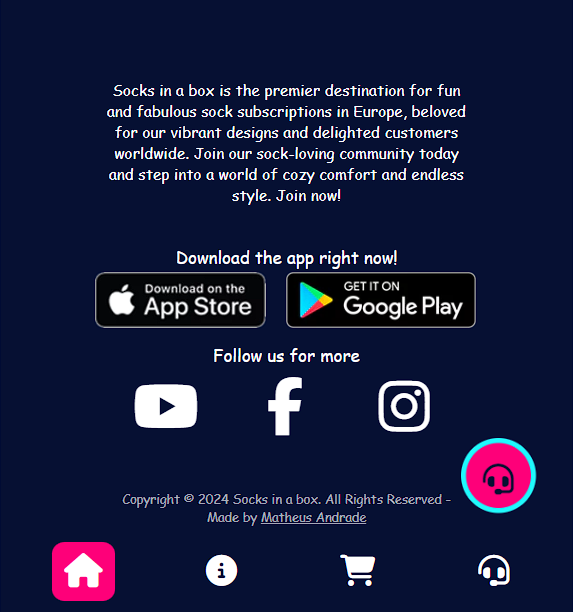 Socks in a box is the premier destination for fun
and fabulous sock subscriptions in Europe, beloved
for our vibrant designs and delighted customers
worldwide. Join our sock-loving community today
and step into a world of cozy comfort and endless
style. Join now!
Download the app right now!
Download on the
App Store
GET IT ON
Google Play
Follow us for more
Copyright © 2024 Socks in a box. All Rights Reserved -
Made by Matheus Andrade